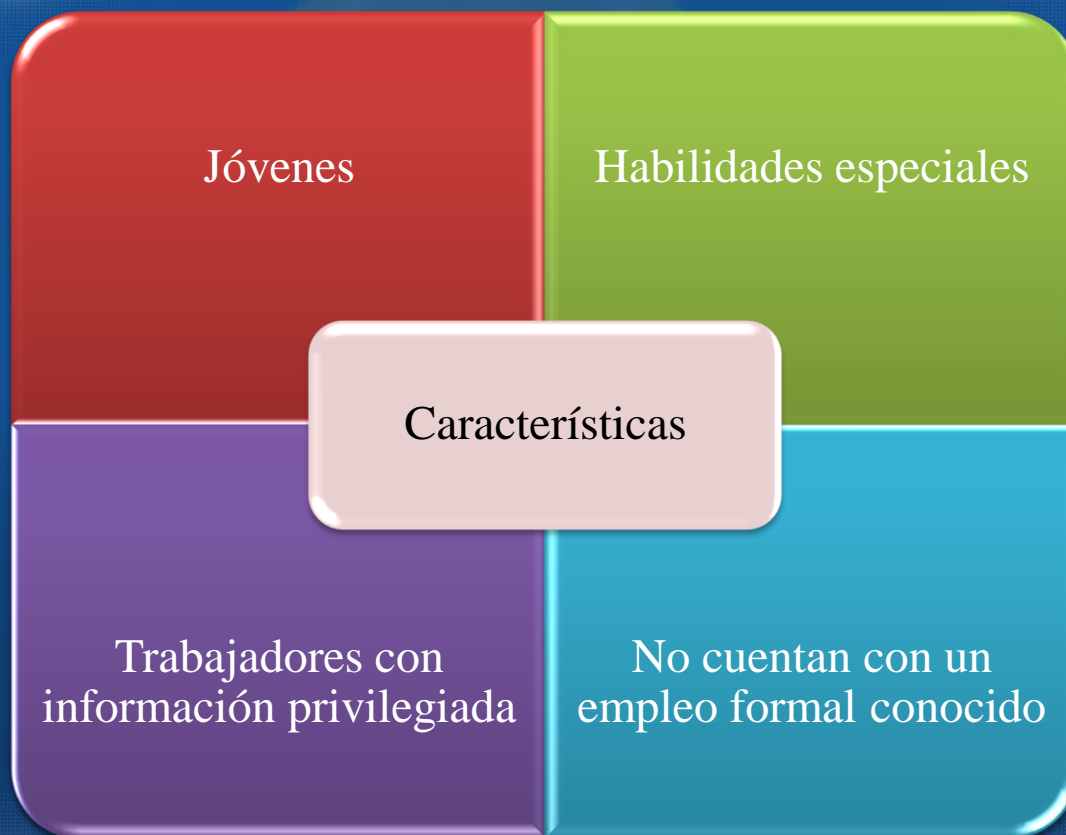 Jóvenes
Habilidades especiales
Características
Trabajadores con
información privilegiada
No cuentan con un
empleo formal conocido